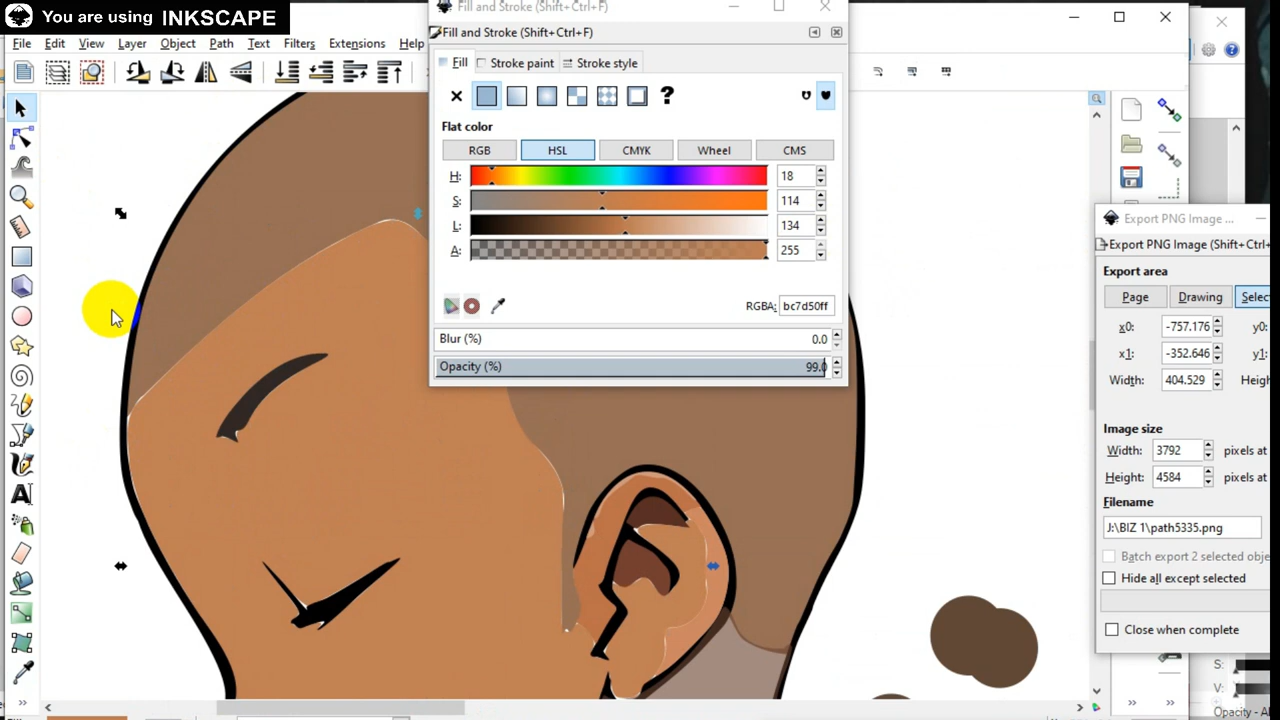 You are using INKSCAPE
File Edit View Layer Object Path Text Filters Extensions Help
Fill and Stroke (Shift+Ctrl+F)
Fill and Stroke (Shift+Ctrl+F)
Fill Stroke paint Stroke style
?
Flat color
RGB HSL CMYK Wheel CMS
H: 18
S: 114
L: 134
A: 255
RGBA: bc7d50ff
Blur (%) 0.0
Opacity (%) 99.0
Export PNG Image ...
Export PNG Image (Shift+Ctrl+
Export area
Page Drawing Selec
x0: -757.176 y0:
x1: -352.646 y1:
Width: 404.529 Heigh
Image size
Width: 3792 pixels at
Height: 4584 pixels at
Filename
J:\BIZ 1\path5335.png
Batch export 2 selected obje
Hide all except selected
Close when complete
S:
V:
Opacity - A